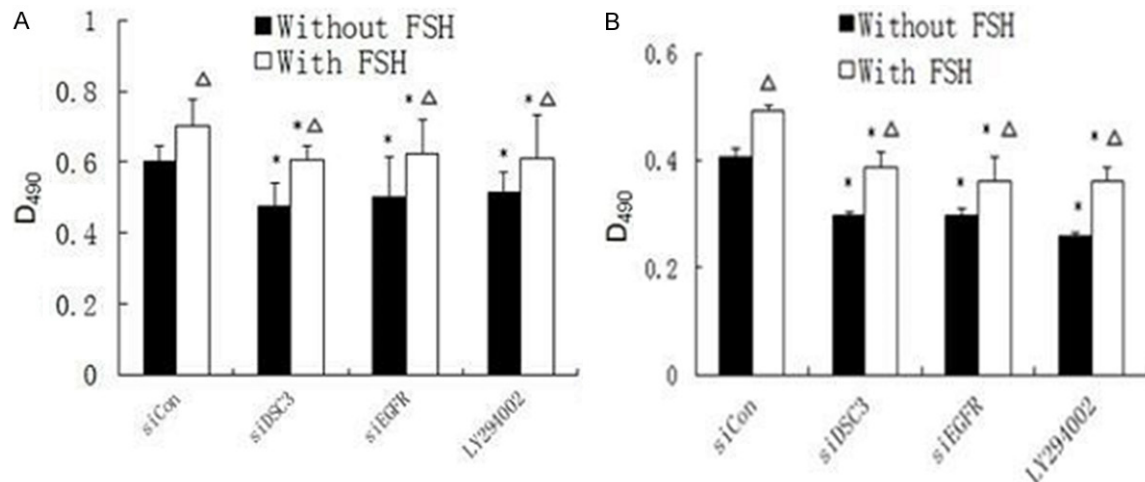 A
Without FSH
With FSH
1
0.8
0.6
0.4
0.2
0
D490
* * *
siCon
siDSC3
siEGFR
LY294002
B
Without FSH
With FSH
0.6
0.4
0.2
0
D490
siCon
siDSC3
siEGFR
LY294002